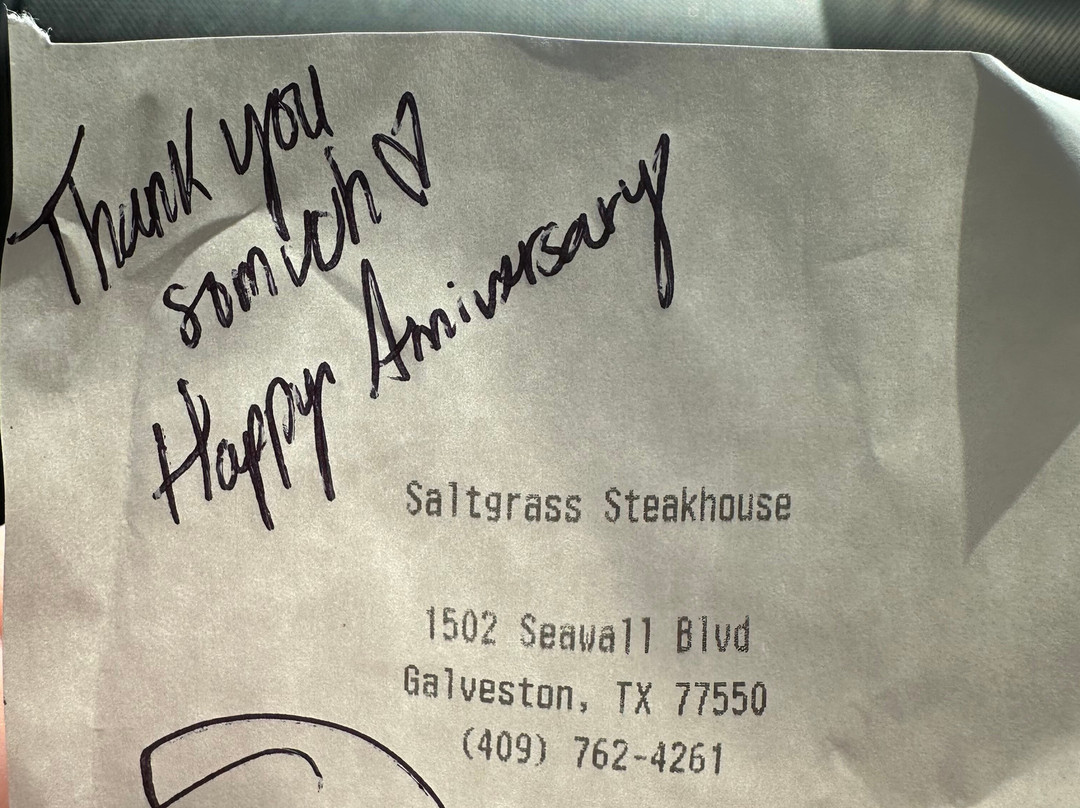 Thank you
so much ♡
Happy Anniversary
Saltgrass Steakhouse
1502 Seawall Blvd
Galveston, TX 77550
(409) 762-4261